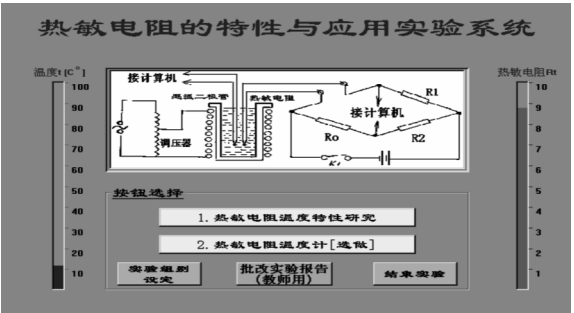 热敏电阻的特性与应用实验系统
温度t[C°]
热敏电阻Rt
100
90
80
70
60
50
40
30
20
10
接计算机
感温二极管
热敏电阻
调压器
接计算机
R1
Ro
R2
K1
按钮选择
1.热敏电阻温度特性研究
2.热敏电阻温度计[选做]
实验组别
设定
批改实验报告
(教师用)
结束实验
10
9
8
7
6
5
4
3
2
1